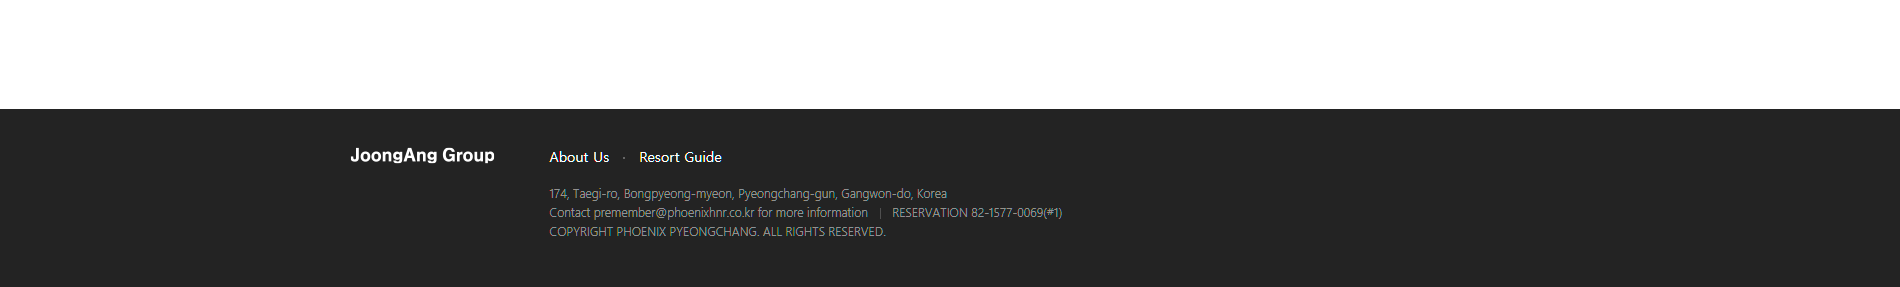 JoongAng Group
About Us · Resort Guide
174, Taegi-ro, Bongpyeong-myeon, Pyeongchang-gun, Gangwon-do, Korea
Contact premember@phoenixhnr.co.kr for more information | RESERVATION 82-1577-0069(#1)
COPYRIGHT PHOENIX PYEONGCHANG. ALL RIGHTS RESERVED.